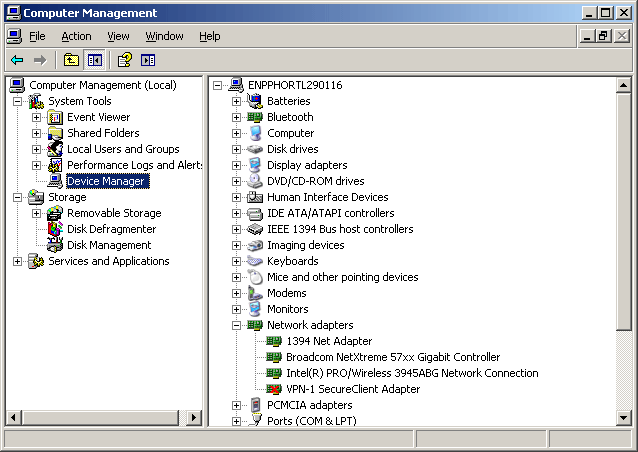 Computer Management
File Action View Window Help
Computer Management (Local)
System Tools
Event Viewer
Shared Folders
Local Users and Groups
Performance Logs and Alerts
Device Manager
Storage
Removable Storage
Disk Defragmenter
Disk Management
Services and Applications
ENPPHORTL290116
Batteries
Bluetooth
Computer
Disk drives
Display adapters
DVD/CD-ROM drives
Human Interface Devices
IDE ATA/ATAPI controllers
IEEE 1394 Bus host controllers
Imaging devices
Keyboards
Mice and other pointing devices
Modems
Monitors
Network adapters
1394 Net Adapter
Broadcom NetXtreme 57xx Gigabit Controller
Intel(R) PRO/Wireless 3945ABG Network Connection
VPN-1 SecureClient Adapter
PCMCIA adapters
Ports (COM & LPT)